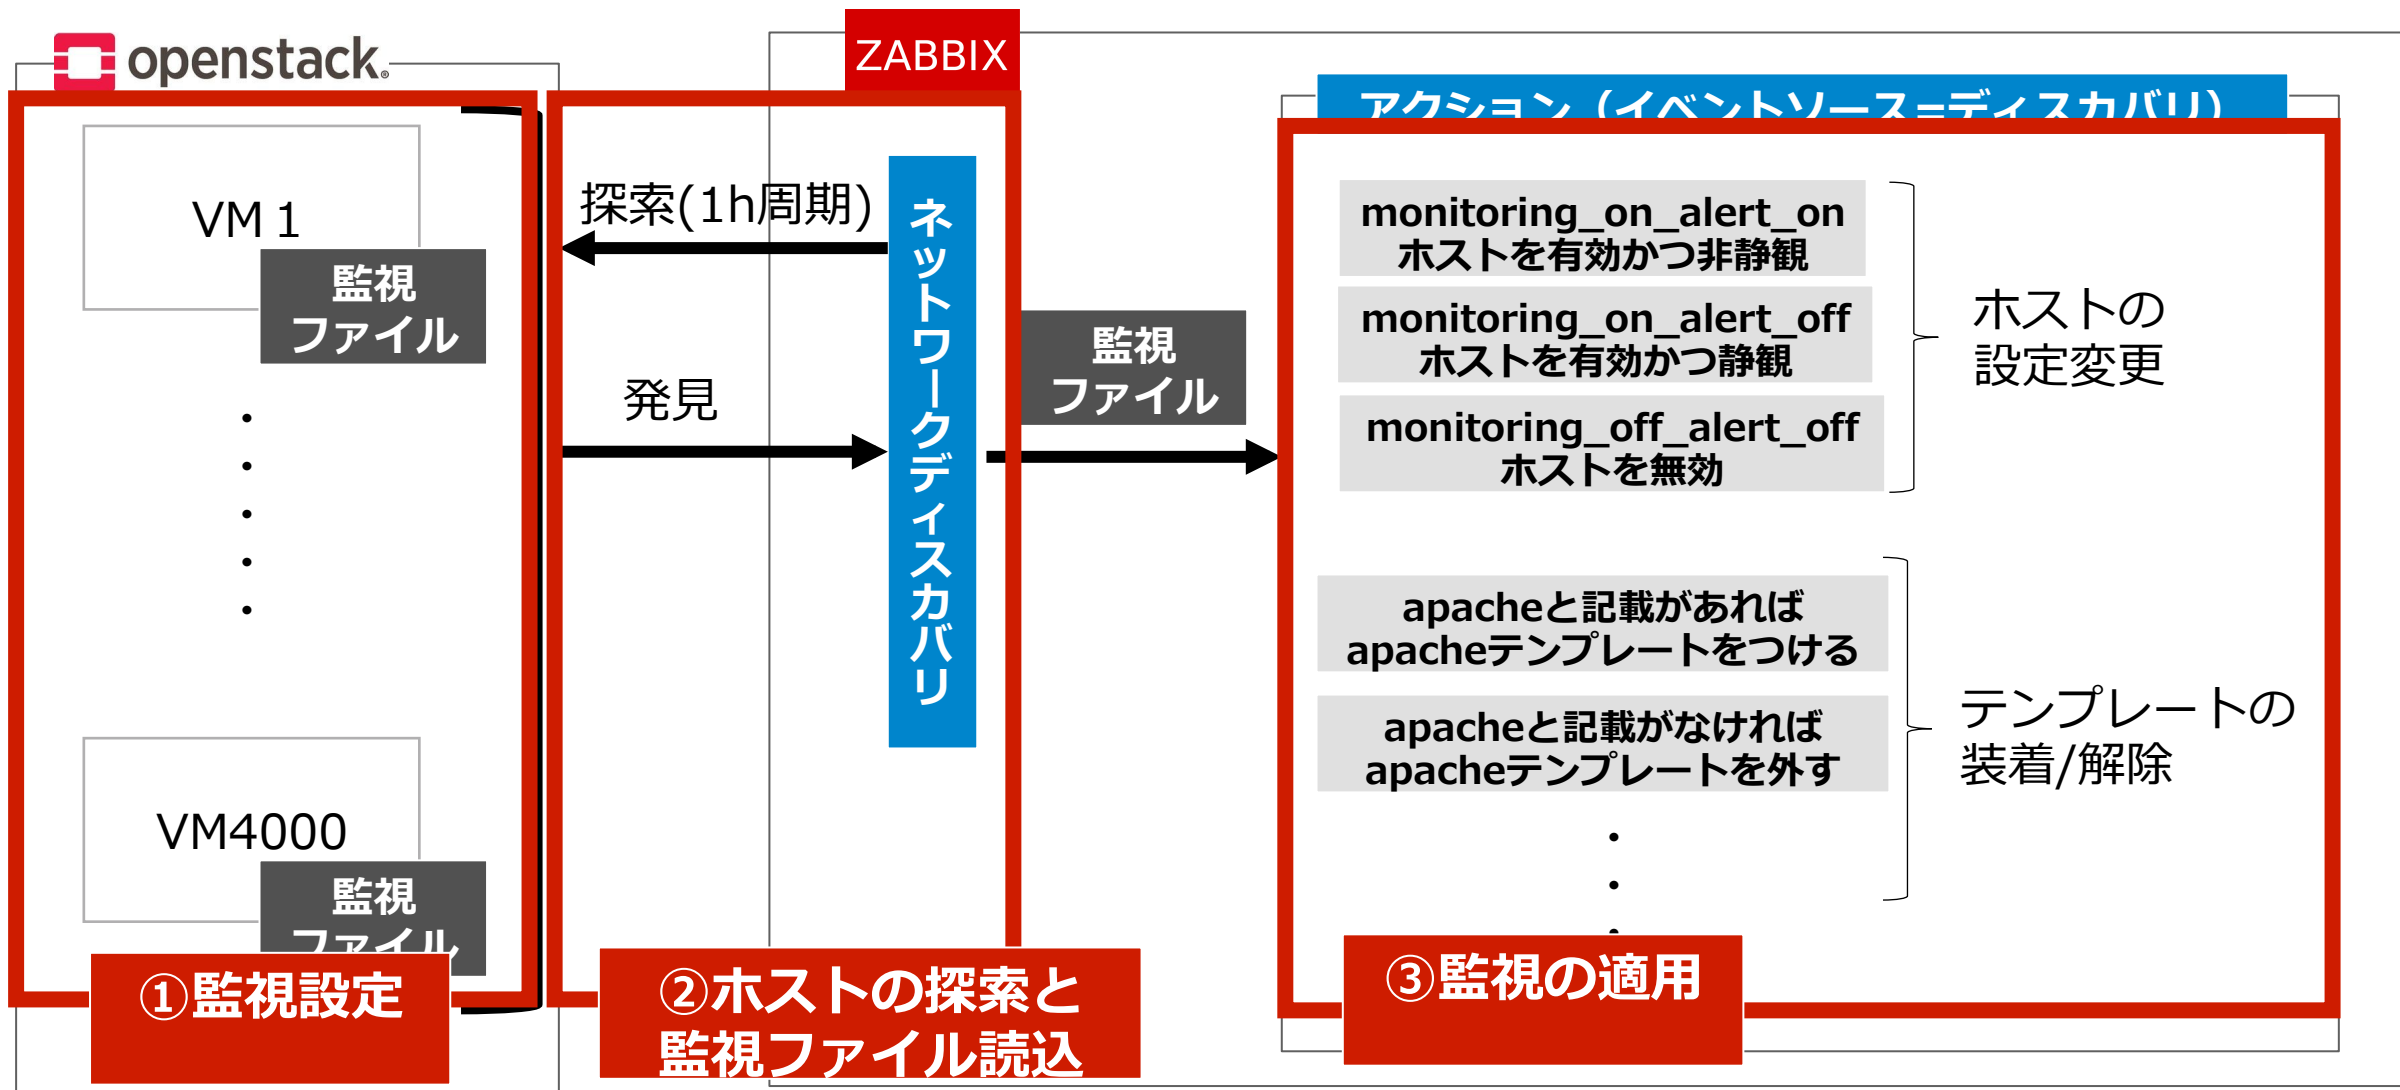 openstack.
ZABBIX
アクション（イベントソース=ディスカバリ）
VM 1
監視
ファイル
・
・
・
・
・
VM4000
監視
ファイル
①監視設定
探索(1h周期)
発見
ネットワークディスカバリ
②ホストの探索と
監視ファイル読込
監視
ファイル
monitoring_on_alert_on
ホストを有効かつ非静観
monitoring_on_alert_off
ホストを有効かつ静観
monitoring_off_alert_off
ホストを無効
ホストの
設定変更
apacheと記載があれば
apacheテンプレートをつける
apacheと記載がなければ
apacheテンプレートを外す
・
・
・
テンプレートの
装着/解除
③監視の適用